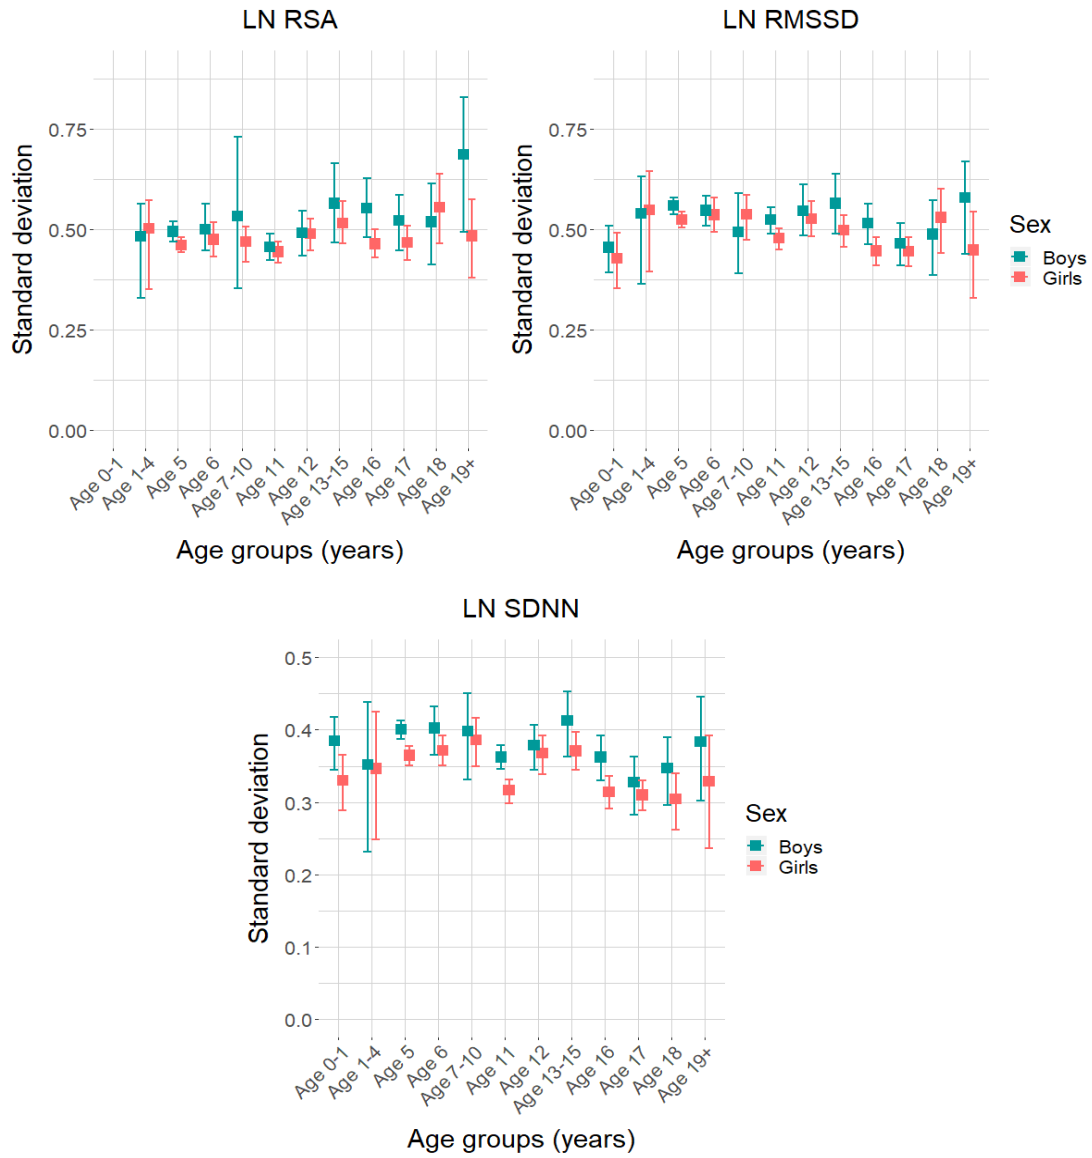 LN RSA
Standard deviation
0.75
0.50
0.25
0.00
Age 0-1
Age 1-4
Age 5
Age 6
Age 7-10
Age 11
Age 12
Age 13-15
Age 16
Age 17
Age 18
Age 19+
Age groups (years)
LN RMSSD
Standard deviation
0.75
0.50
0.25
0.00
Age 0-1
Age 1-4
Age 5
Age 6
Age 7-10
Age 11
Age 12
Age 13-15
Age 16
Age 17
Age 18
Age 19+
Age groups (years)
Sex
Boys
Girls
LN SDNN
Standard deviation
0.5
0.4
0.3
0.2
0.1
0.0
Age 0-1
Age 1-4
Age 5
Age 6
Age 7-10
Age 11
Age 12
Age 13-15
Age 16
Age 17
Age 18
Age 19+
Age groups (years)
Sex
Boys
Girls